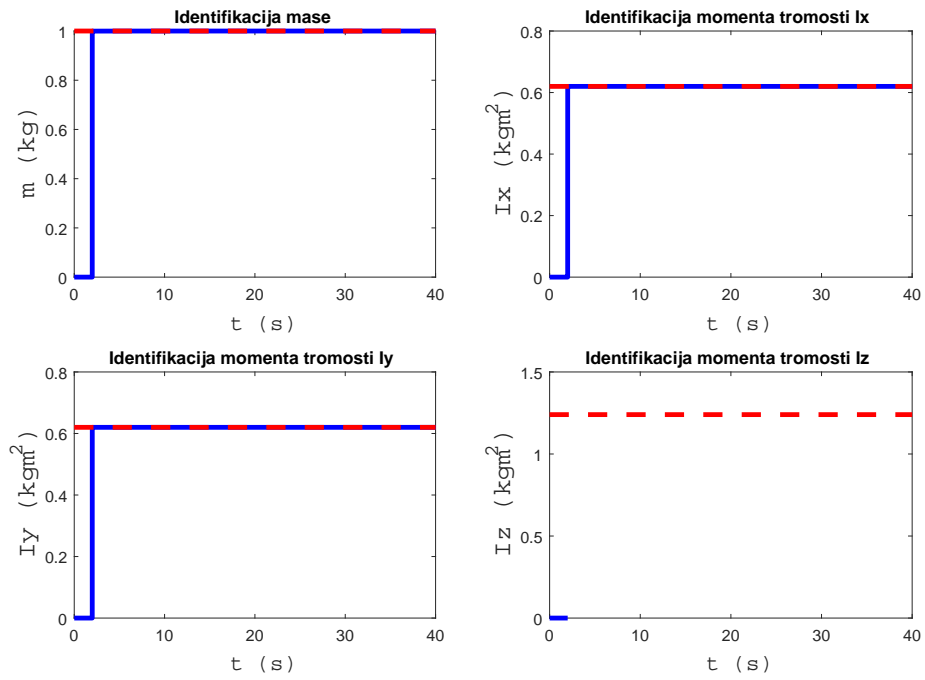 Identifikacija mase
1
0.8
0.6
0.4
0.2
0
m (kg)
0 10 20 30 40
t (s)
Identifikacija momenta tromosti Ix
0.8
0.6
0.4
0.2
0
Ix (kgm²)
0 10 20 30 40
t (s)
Identifikacija momenta tromosti Iy
0.8
0.6
0.4
0.2
0
Iy (kgm²)
0 10 20 30 40
t (s)
Identifikacija momenta tromosti Iz
1.5
1
0.5
0
Iz (kgm²)
0 10 20 30 40
t (s)